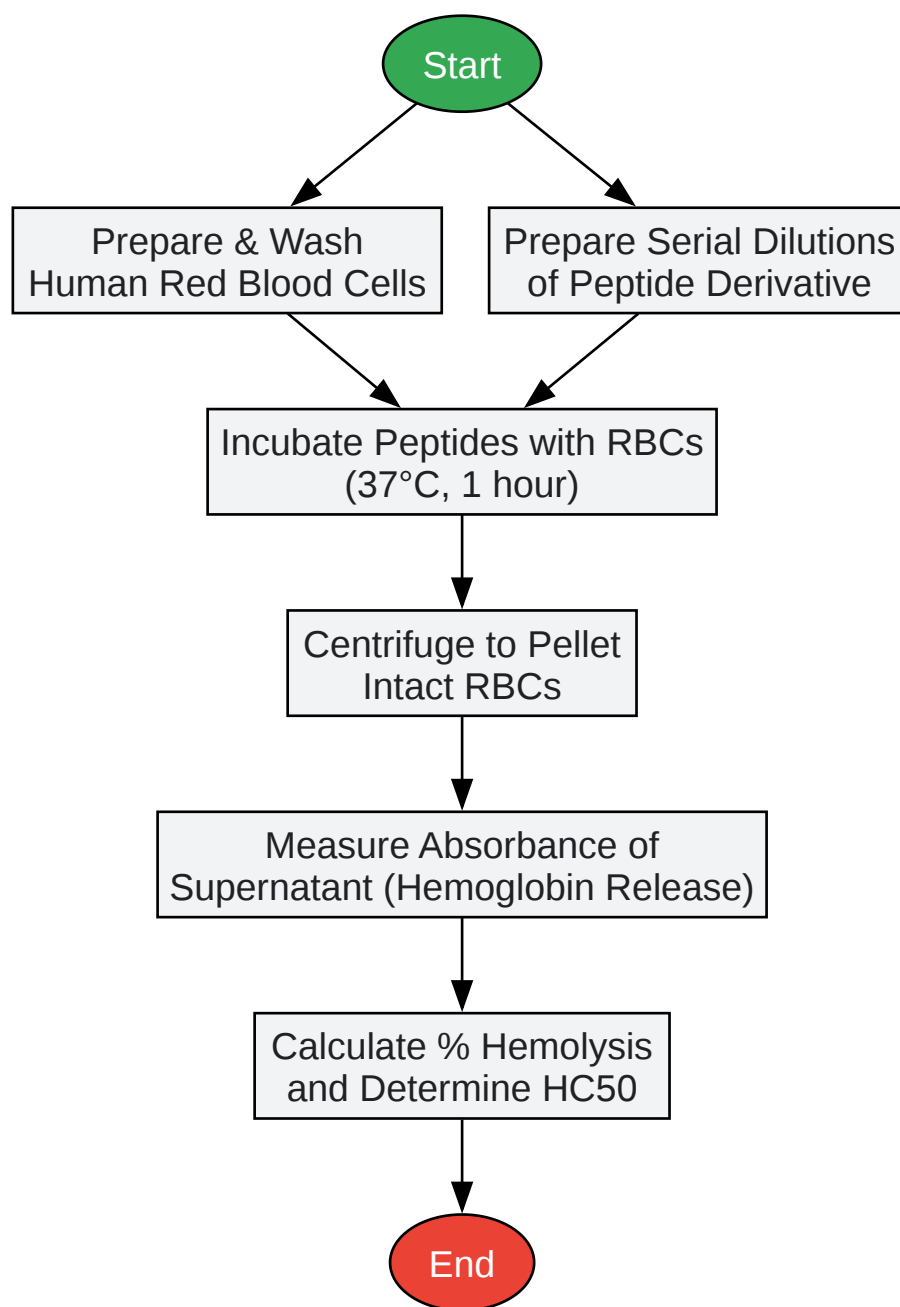 Start
Prepare & Wash
Human Red Blood Cells
Prepare Serial Dilutions
of Peptide Derivative
Incubate Peptides with RBCs
(37°C, 1 hour)
Centrifuge to Pellet
Intact RBCs
Measure Absorbance of
Supernatant (Hemoglobin Release)
Calculate % Hemolysis
and Determine HC50
End